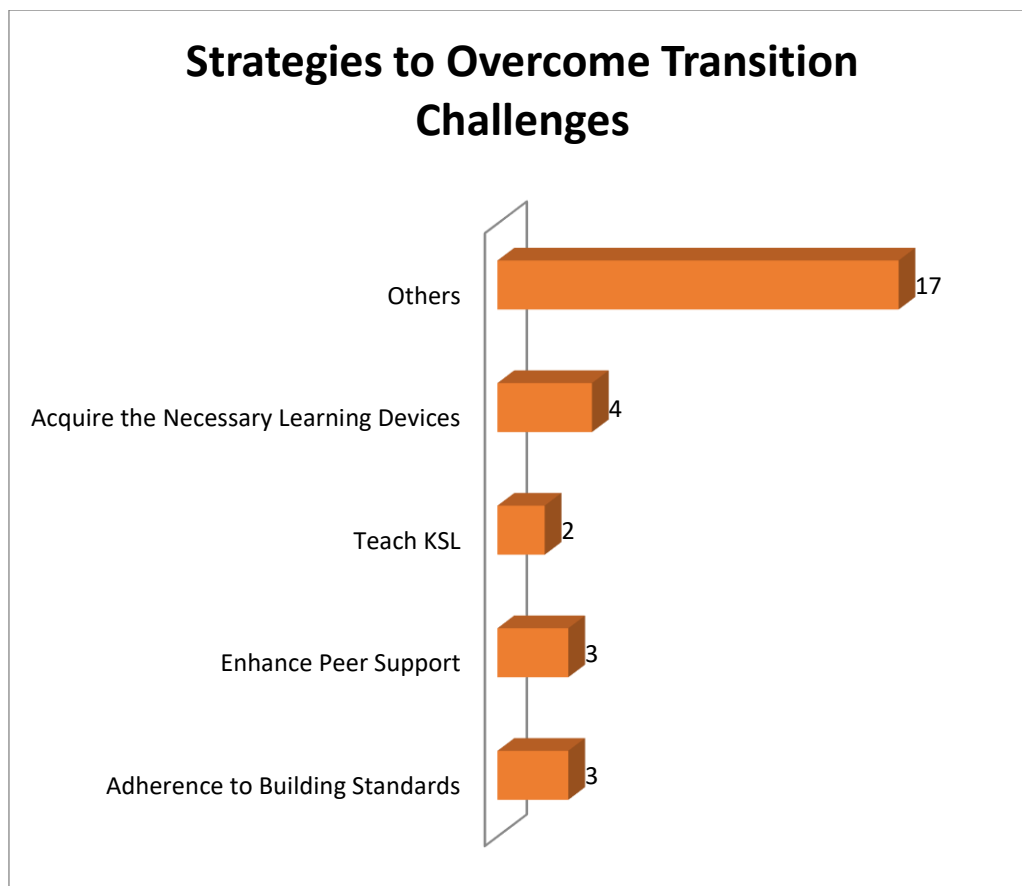 Strategies to Overcome Transition
Challenges
Others
17
Acquire the Necessary Learning Devices
4
Teach KSL
2
Enhance Peer Support
3
Adherence to Building Standards
3